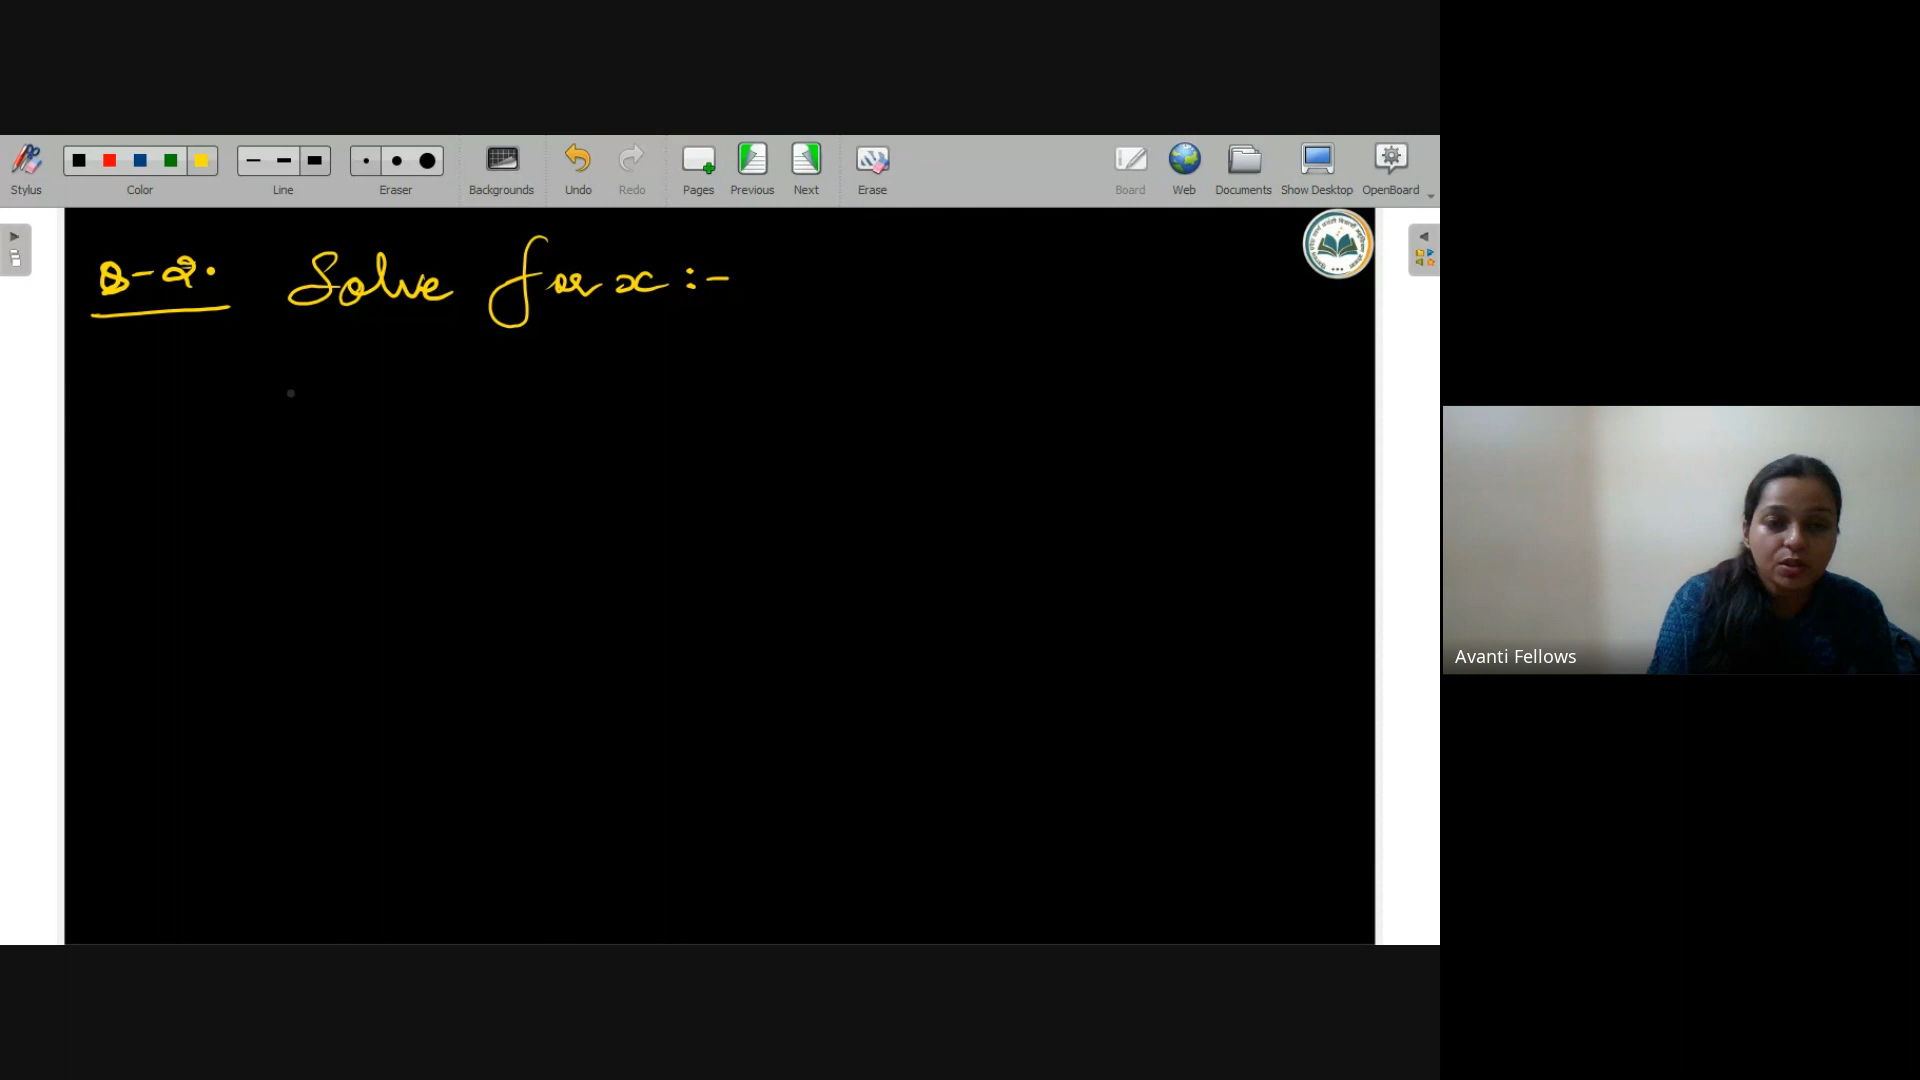 Stylus
Color
Line
Eraser
Backgrounds
Undo
Redo
Pages
Previous
Next
Erase
Board
Web
Documents
Show Desktop
OpenBoard
Q-2. Solve for x :-
Avanti Fellows